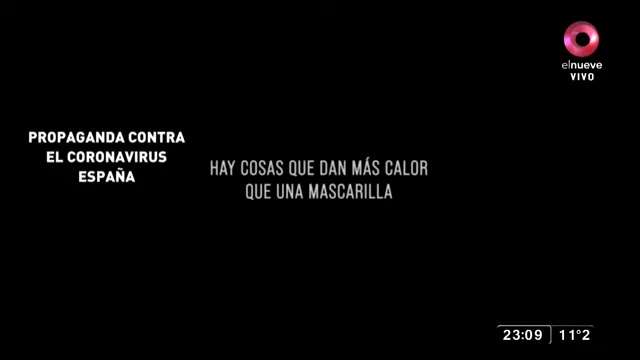 elnueve
VIVO
PROPAGANDA CONTRA
EL CORONAVIRUS
ESPAÑA
HAY COSAS QUE DAN MÁS CALOR
QUE UNA MASCARILLA
23:09 11°2